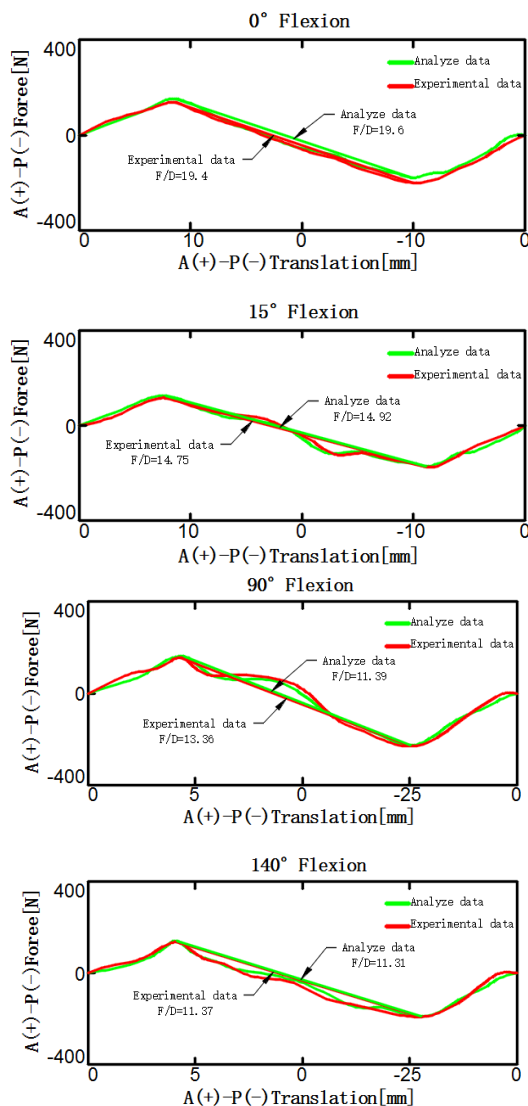 0° Flexion
400
Analyze data
Experimental data
Analyze data
F/D=19.6
0
Experimental data
F/D=19.4
-400
0 10 0 -10 0
A(+)-P(-)Translation[mm]
A(+)-P(-)Foree[N]
15° Flexion
400
Analyze data
Experimental data
Analyze data
F/D=14.92
0
Experimental data
F/D=14.75
-400
0 10 0 -10 0
A(+)-P(-)Translation[mm]
A(+)-P(-)Foree[N]
90° Flexion
400
Analyze data
Experimental data
Analyze data
F/D=11.39
0
Experimental data
F/D=13.36
-400
0 5 0 -25 0
A(+)-P(-)Translation[mm]
A(+)-P(-)Foree[N]
140° Flexion
400
Analyze data
Experimental data
Analyze data
F/D=11.31
0
Experimental data
F/D=11.37
-400
0 5 0 -25 0
A(+)-P(-)Translation[mm]
A(+)-P(-)Foree[N]